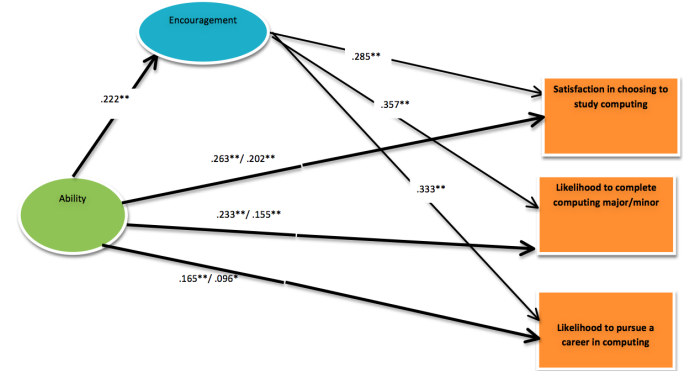 Encouragement
.285**
Satisfaction in choosing to
study computing
.222**
.357**
.263**/ .202**
Ability
.333**
Likelihood to complete
computing major/minor
.233**/ .155**
.165**/ .096*
Likelihood to pursue a
career in computing